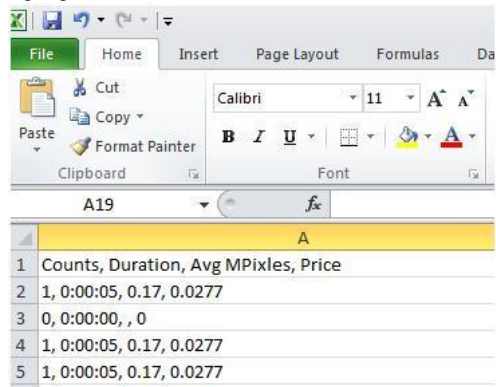 File Home Insert Page Layout Formulas Da
Cut
Calibri 11 A A
Copy
Paste
Format Painter
B I U A
Clipboard Font
A19 fx
A
1 Counts, Duration, Avg MPixles, Price
2 1, 0:00:05, 0.17, 0.0277
3 0, 0:00:00, , 0
4 1, 0:00:05, 0.17, 0.0277
5 1, 0:00:05, 0.17, 0.0277